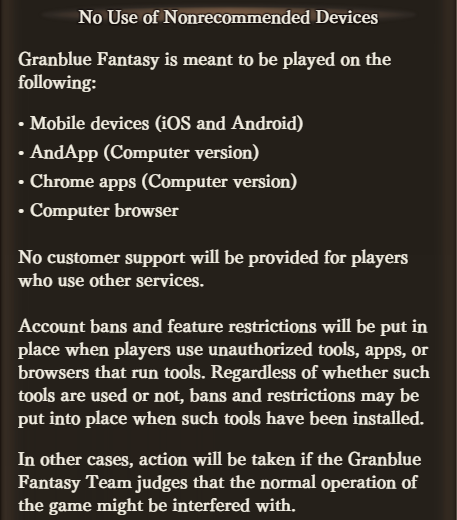 No Use of Nonrecommended Devices
Granblue Fantasy is meant to be played on the
following:
• Mobile devices (iOS and Android)
• AndApp (Computer version)
• Chrome apps (Computer version)
• Computer browser
No customer support will be provided for players
who use other services.
Account bans and feature restrictions will be put in
place when players use unauthorized tools, apps, or
browsers that run tools. Regardless of whether such
tools are used or not, bans and restrictions may be
put into place when such tools have been installed.
In other cases, action will be taken if the Granblue
Fantasy Team judges that the normal operation of
the game might be interfered with.